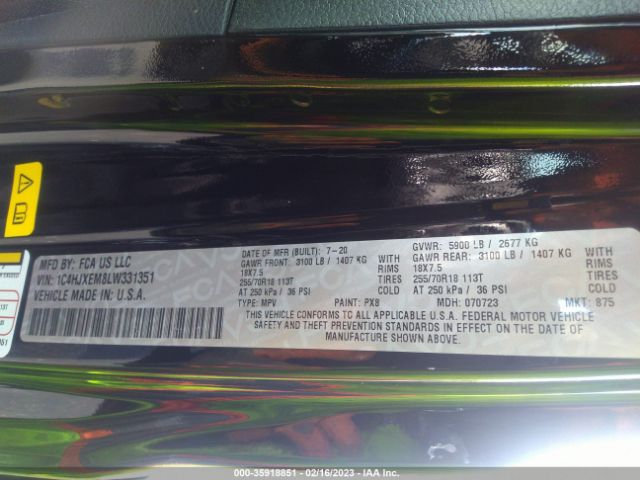 MFD BY: FCA US LLC
VIN: 1C4HJXEM8LW331351
VEHICLE MADE IN U.S.A.
DATE OF MFR (BUILT): 7-20
GAWR FRONT: 3100 LB / 1407 KG
18X7.5 RIMS
255/70R18 113T TIRES
AT 250 kPa / 36 PSI
TYPE: MPV
PAINT: PX8
GVWR: 5900 LB / 2677 KG
GAWR REAR: 3100 LB / 1407 KG
18X7.5 RIMS
255/70R18 113T TIRES
AT 250 kPa / 36 PSI
MDH: 070723
MKT: 875
THIS VEHICLE CONFORMS TO ALL APPLICABLE U.S.A. FEDERAL MOTOR VEHICLE
SAFETY AND THEFT PREVENTION STANDARDS IN EFFECT ON THE DATE OF
MANUFACTURE SHOWN ABOVE.
000-35918851 - 02/16/2023 - IAA Inc.